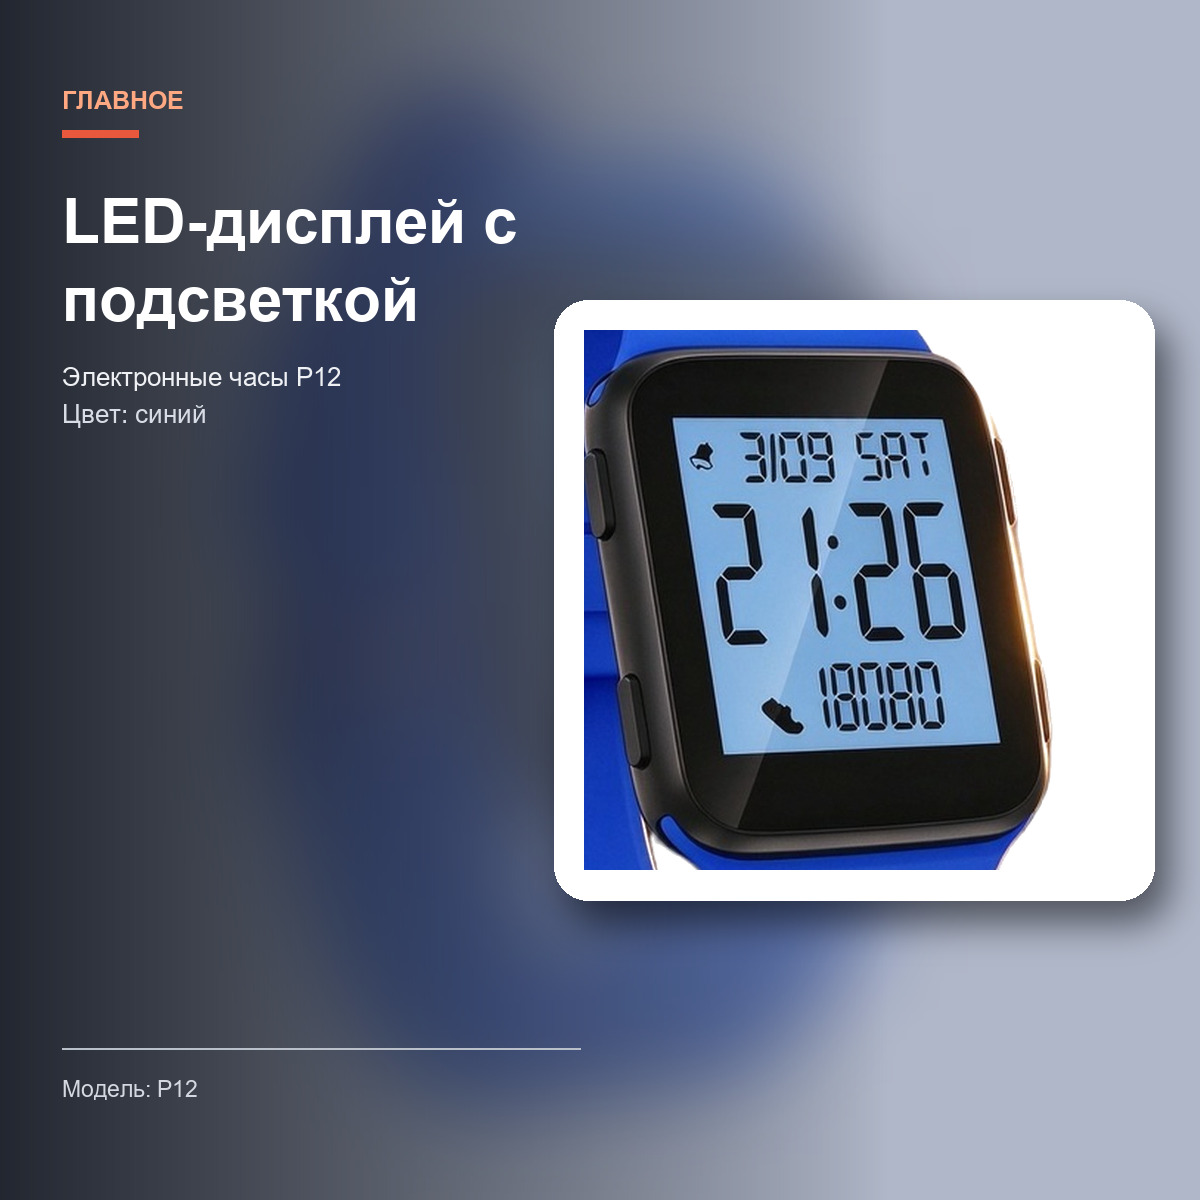 ГЛАВНОЕ
LED-дисплей с
подсветкой
Электронные часы P12
Цвет: синий
3109 SAT
21:26
18080
Модель: P12